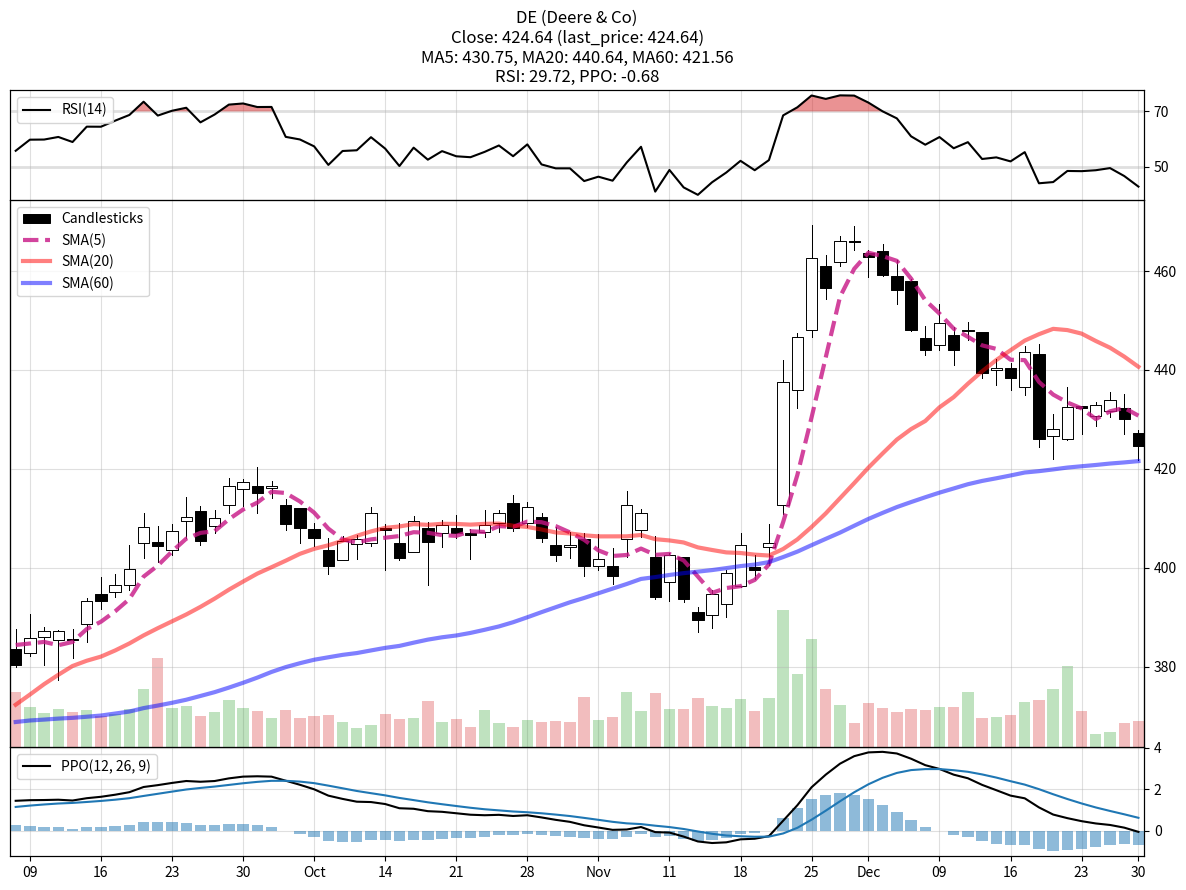 DE (Deere & Co)
Close: 424.64 (last_price: 424.64)
MA5: 430.75, MA20: 440.64, MA60: 421.56
RSI: 29.72, PPO: -0.68
RSI(14)
70
50
Candlesticks
SMA(5)
SMA(20)
SMA(60)
460
440
420
400
380
PPO(12, 26, 9)
4
2
0
09 16 23 30 Oct 14 21 28 Nov 11 18 25 Dec 09 16 23 30